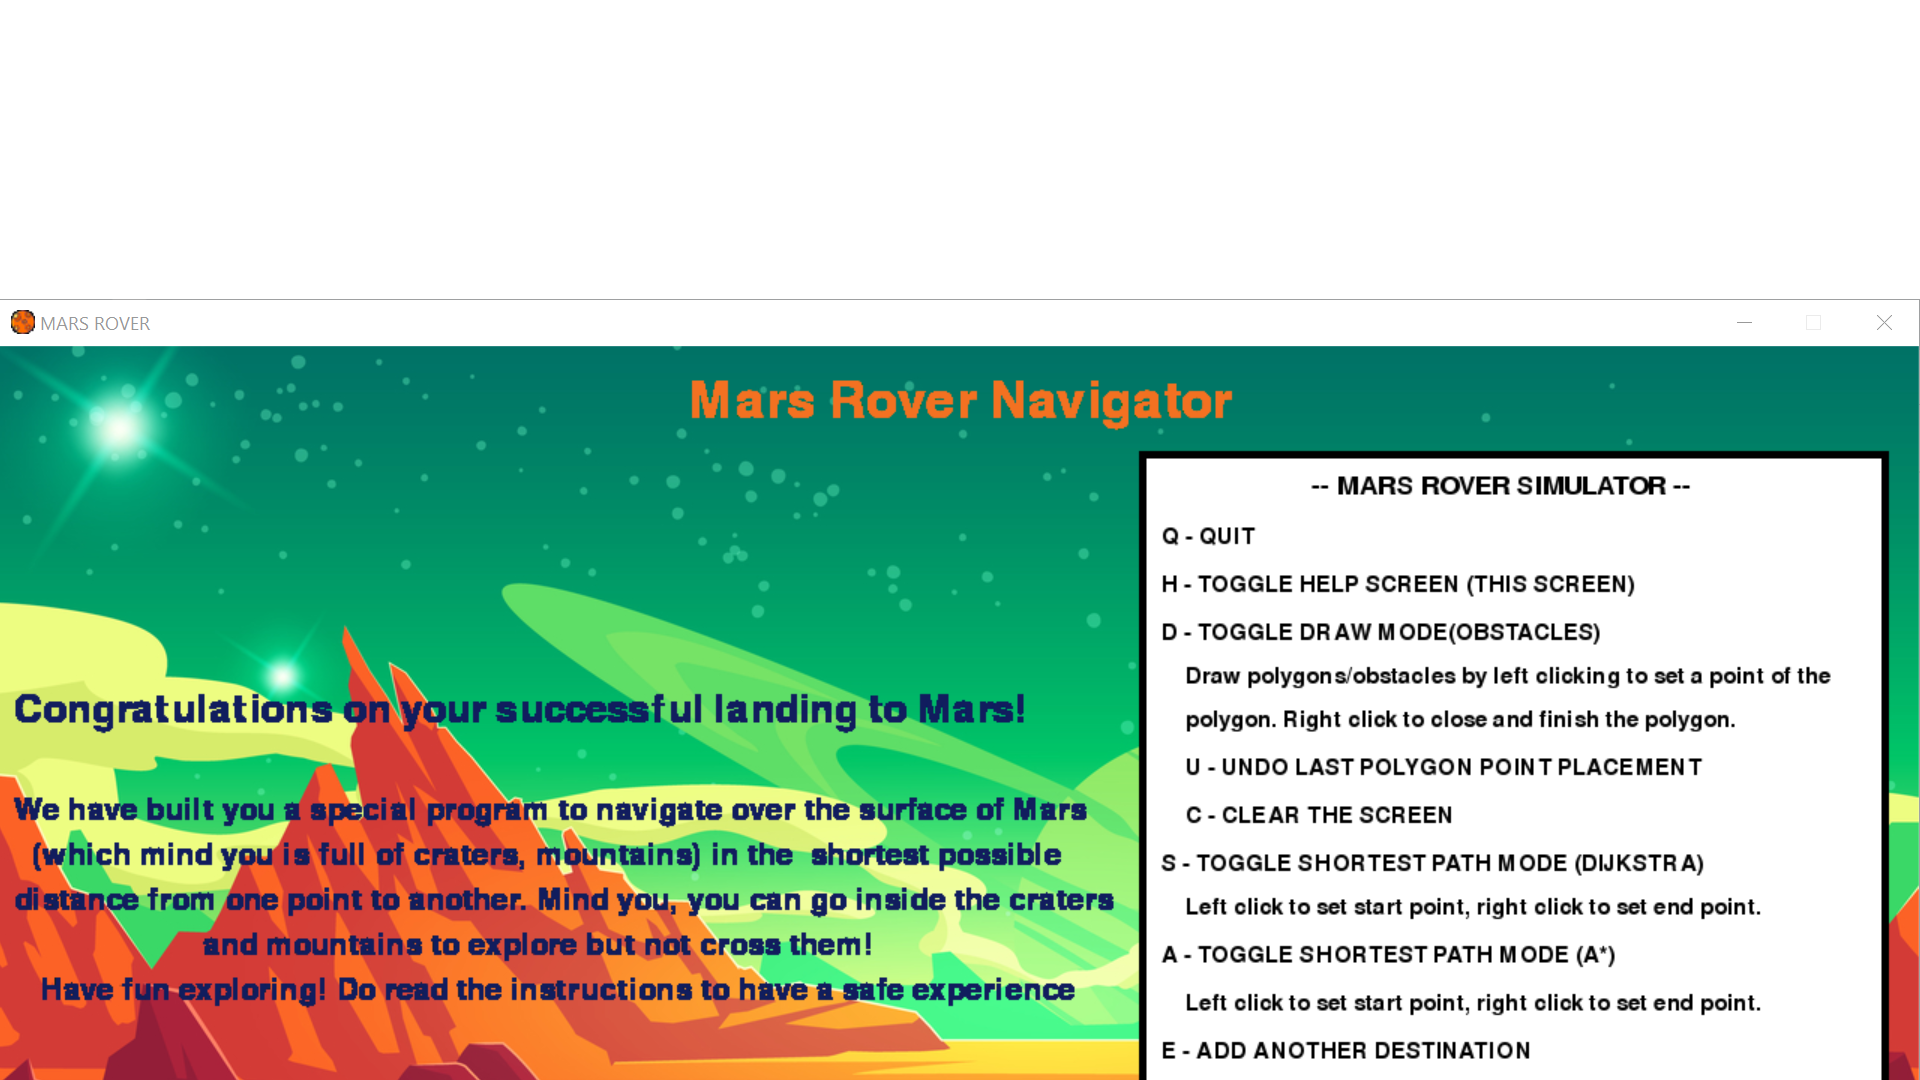 MARS ROVER
Mars Rover Navigator
Congratulations on your successful landing to Mars!
We have built you a special program to navigate over the surface of Mars
(which mind you is full of craters, mountains) in the shortest possible
distance from one point to another. Mind you, you can go inside the craters
and mountains to explore but not cross them!
Have fun exploring! Do read the instructions to have a safe experience
-- MARS ROVER SIMULATOR --
Q - QUIT
H - TOGGLE HELP SCREEN (THIS SCREEN)
D - TOGGLE DRAW MODE(OBSTACLES)
Draw polygons/obstacles by left clicking to set a point of the
polygon. Right click to close and finish the polygon.
U - UNDO LAST POLYGON POINT PLACEMENT
C - CLEAR THE SCREEN
S - TOGGLE SHORTEST PATH MODE (DIJKSTRA)
Left click to set start point, right click to set end point.
A - TOGGLE SHORTEST PATH MODE (A*)
Left click to set start point, right click to set end point.
E - ADD ANOTHER DESTINATION